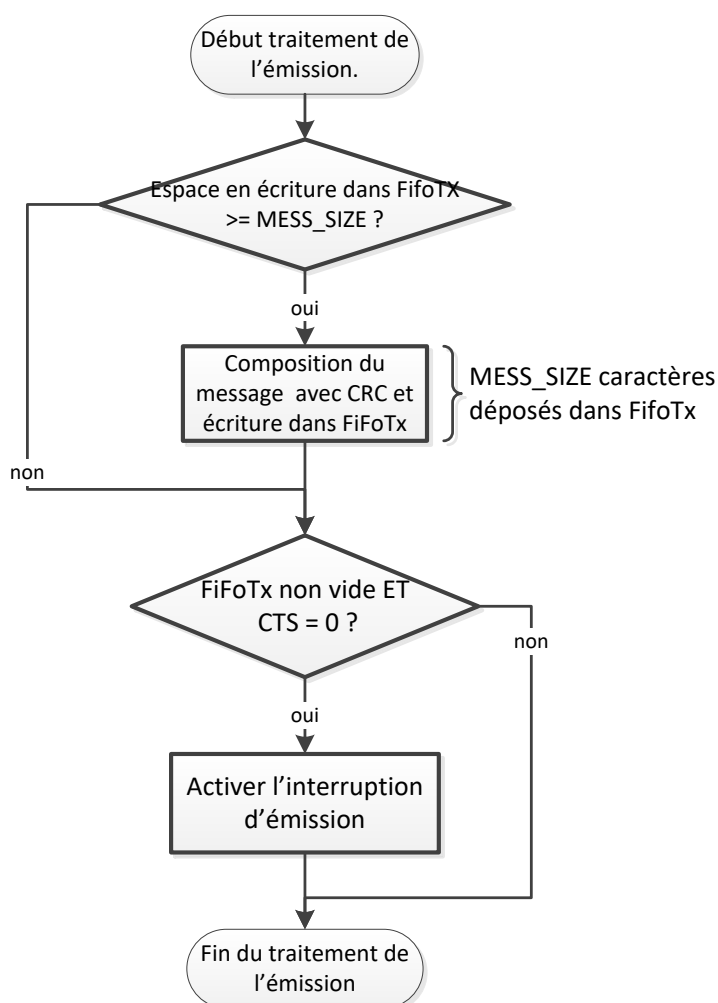 Début traitement de
l’émission.
Espace en écriture dans FifoTX
>= MESS_SIZE ?
oui
Composition du
message avec CRC et
écriture dans FiFoTx
MESS_SIZE caractères
déposés dans FifoTx
non
FiFoTx non vide ET
CTS = 0 ?
non
oui
Activer l’interruption
d’émission
Fin du traitement de
l’émission